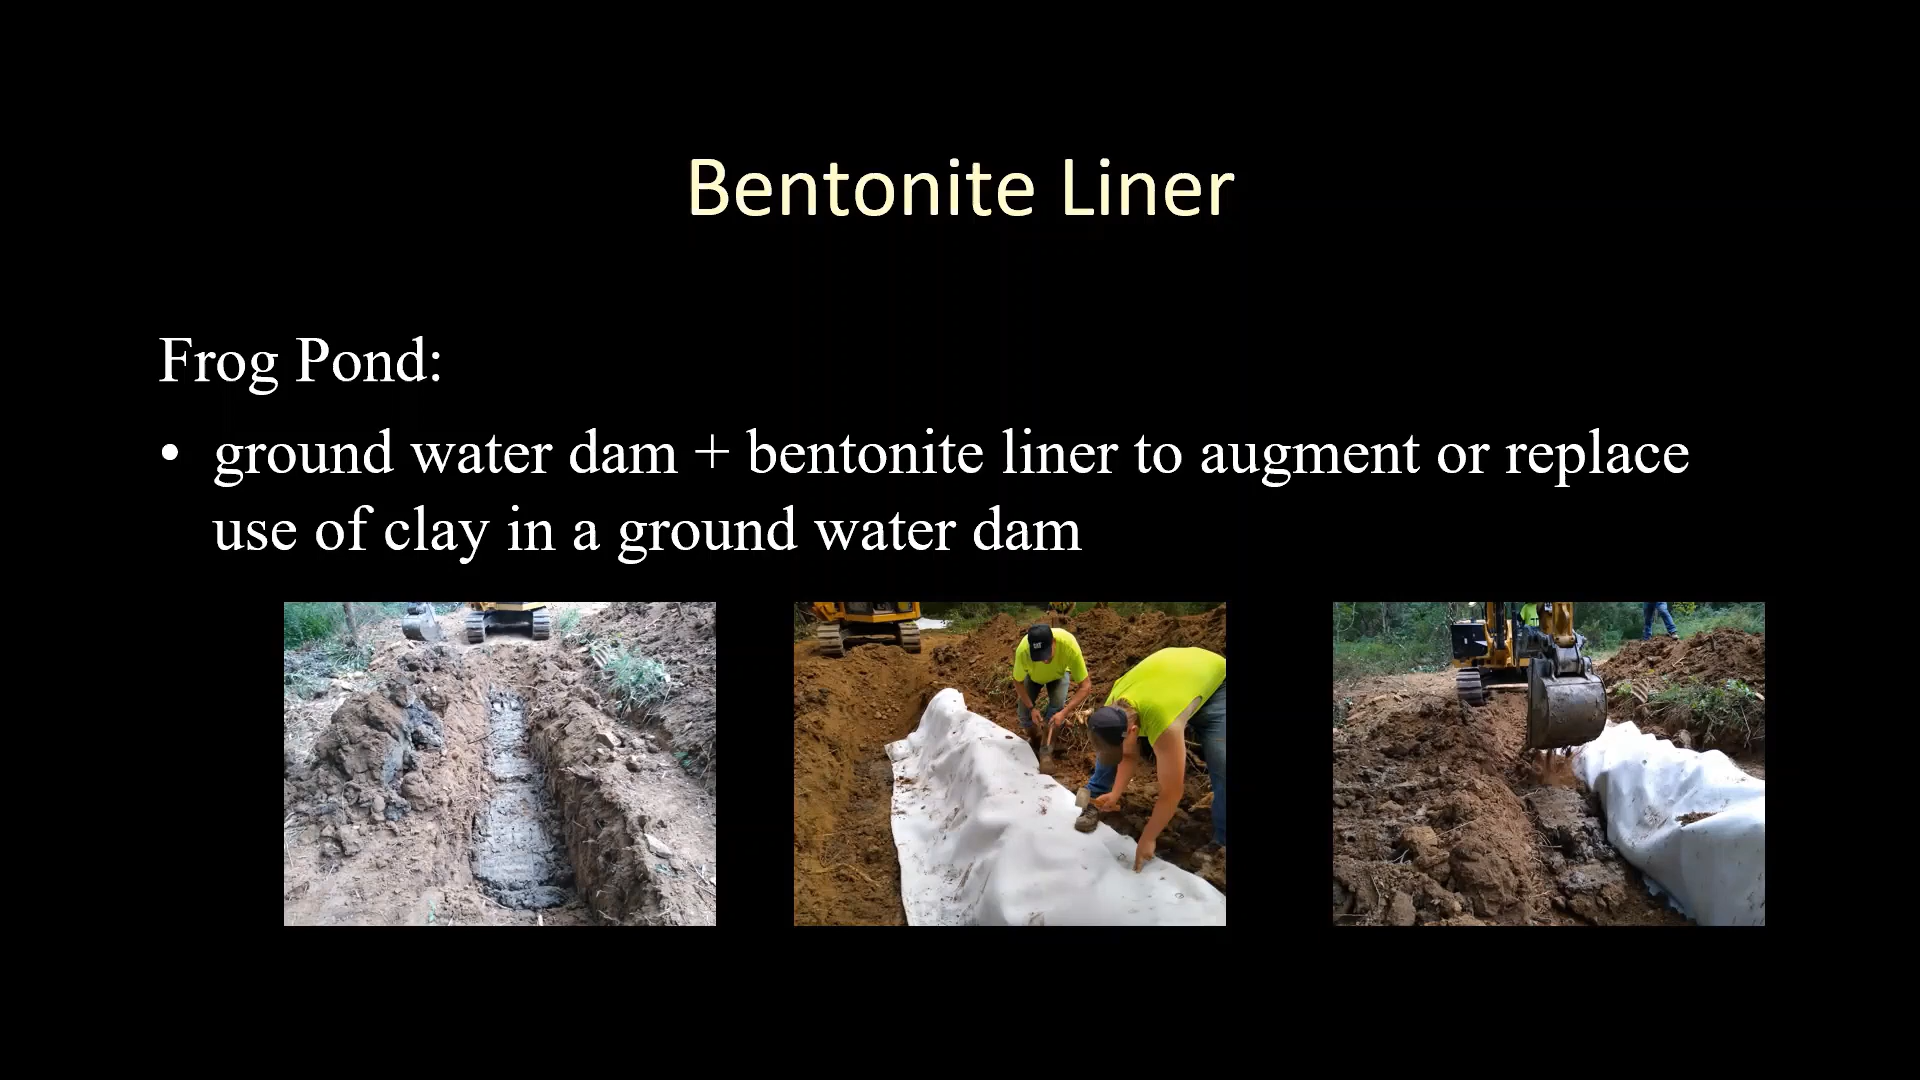 Bentonite Liner
Frog Pond:
• ground water dam + bentonite liner to augment or replace
use of clay in a ground water dam